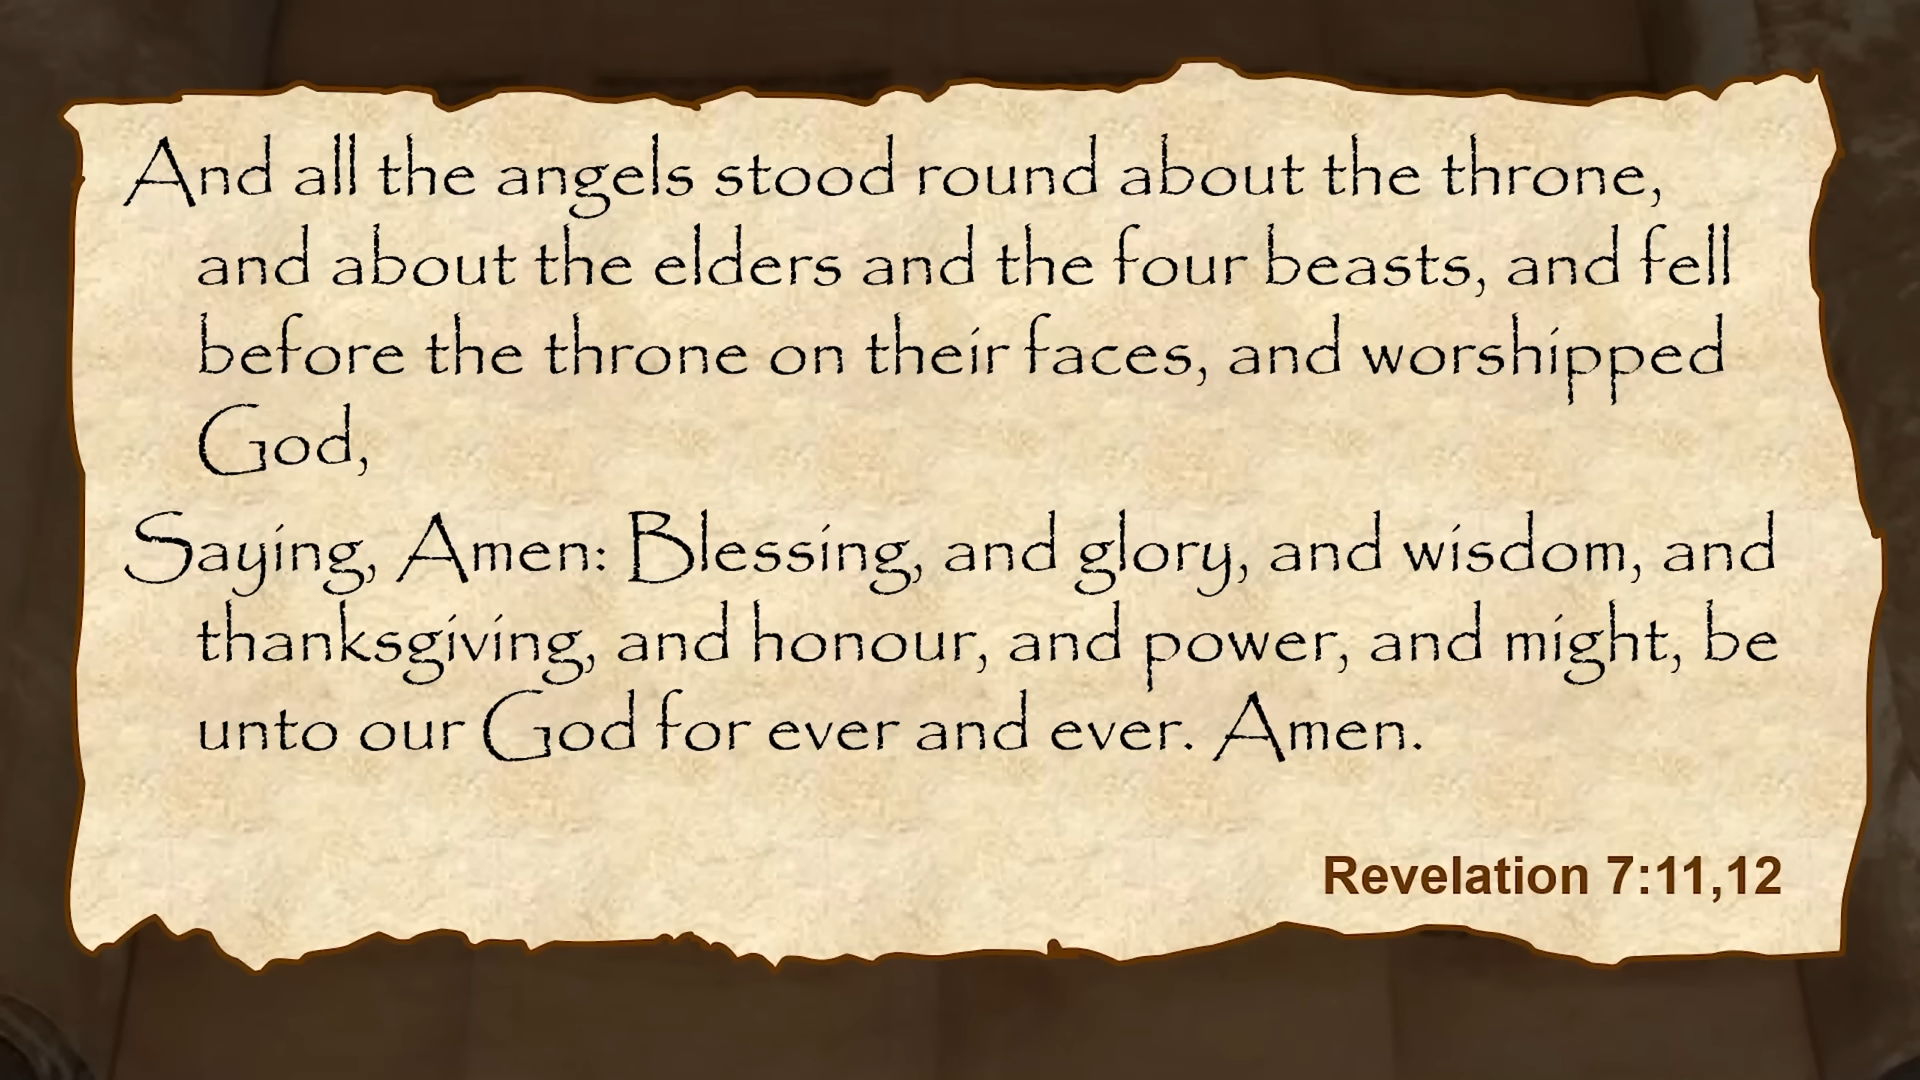 And all the angels stood round about the throne,
and about the elders and the four beasts, and fell
before the throne on their faces, and worshipped
God,
Saying, Amen: Blessing, and glory, and wisdom, and
thanksgiving, and honour, and power, and might, be
unto our God for ever and ever. Amen.
Revelation 7:11,12